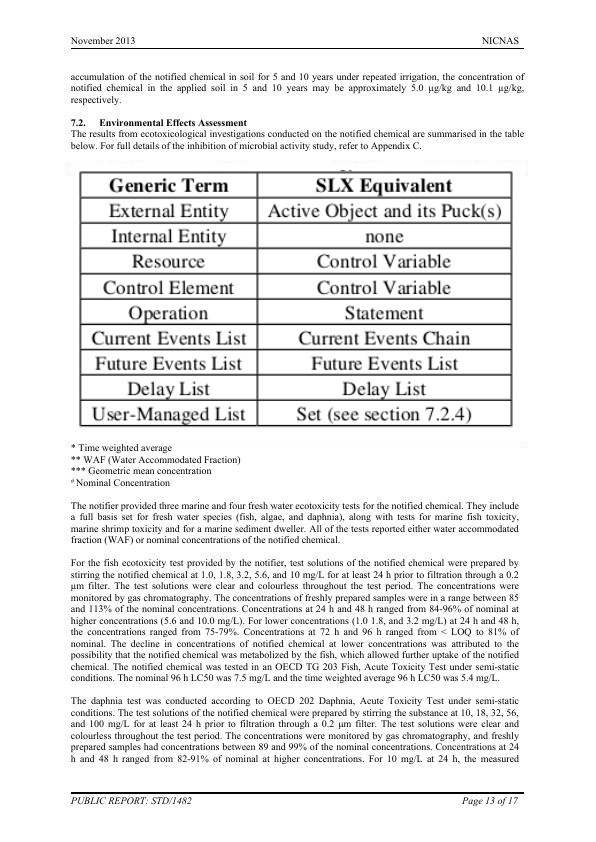 November 2013 NICNAS
accumulation of the notified chemical in soil for 5 and 10 years under repeated irrigation, the concentration of
notified chemical in the applied soil in 5 and 10 years may be approximately 5.0 µg/kg and 10.1 µg/kg,
respectively.
7.2. Environmental Effects Assessment
The results from ecotoxicological investigations conducted on the notified chemical are summarised in the table
below. For full details of the inhibition of microbial activity study, refer to Appendix C.
Generic Term SLX Equivalent
External Entity Active Object and its Puck(s)
Internal Entity none
Resource Control Variable
Control Element Control Variable
Operation Statement
Current Events List Current Events Chain
Future Events List Future Events List
Delay List Delay List
User-Managed List Set (see section 7.2.4)
* Time weighted average
** WAF (Water Accommodated Fraction)
*** Geometric mean concentration
# Nominal Concentration
The notifier provided three marine and four fresh water ecotoxicity tests for the notified chemical. They include
a full basis set for fresh water species (fish, algae, and daphnia), along with tests for marine fish toxicity,
marine shrimp toxicity and for a marine sediment dweller. All of the tests reported either water accommodated
fraction (WAF) or nominal concentrations of the notified chemical.
For the fish ecotoxicity test provided by the notifier, test solutions of the notified chemical were prepared by
stirring the notified chemical at 1.0, 1.8, 3.2, 5.6, and 10 mg/L for at least 24 h prior to filtration through a 0.2
µm filter. The test solutions were clear and colourless throughout the test period. The concentrations were
monitored by gas chromatography. The concentrations of freshly prepared samples were in a range between 85
and 113% of the nominal concentrations. Concentrations at 24 h and 48 h ranged from 84-96% of nominal at
higher concentrations (5.6 and 10.0 mg/L). For lower concentrations (1.0 1.8, and 3.2 mg/L) at 24 h and 48 h,
the concentrations ranged from 75-79%. Concentrations at 72 h and 96 h ranged from < LOQ to 81% of
nominal. The decline in concentrations of notified chemical at lower concentrations was attributed to the
possibility that the notified chemical was metabolized by the fish, which allowed further uptake of the notified
chemical. The notified chemical was tested in an OECD TG 203 Fish, Acute Toxicity Test under semi-static
conditions. The nominal 96 h LC50 was 7.5 mg/L and the time weighted average 96 h LC50 was 5.4 mg/L.
The daphnia test was conducted according to OECD 202 Daphnia, Acute Toxicity Test under semi-static
conditions. The test solutions of the notified chemical were prepared by stirring the substance at 10, 18, 32, 56,
and 100 mg/L for at least 24 h prior to filtration through a 0.2 µm filter. The test solutions were clear and
colourless throughout the test period. The concentrations were monitored by gas chromatography, and freshly
prepared samples had concentrations between 89 and 99% of the nominal concentrations. Concentrations at 24
h and 48 h ranged from 82-91% of nominal at higher concentrations. For 10 mg/L at 24 h, the measured
PUBLIC REPORT: STD/1482 Page 13 of 17